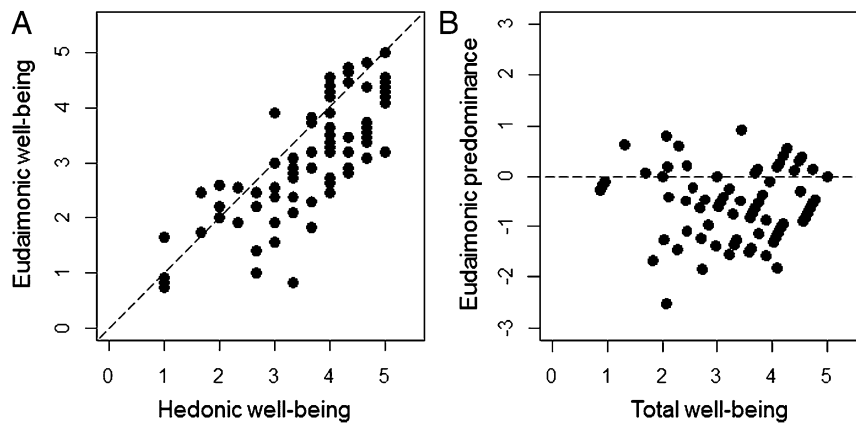 A
Eudaimonic well-being
5
4
3
2
1
0
0 1 2 3 4 5
Hedonic well-being
B
Eudaimonic predominance
3
2
1
0
-1
-2
-3
0 1 2 3 4 5
Total well-being